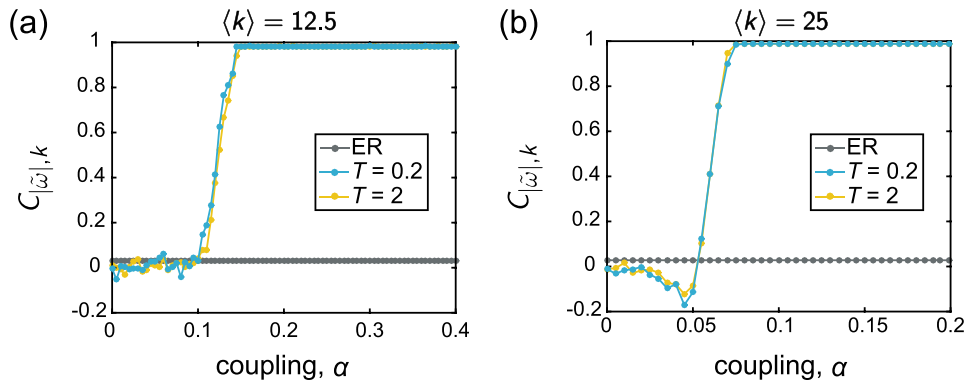 (a)
⟨k⟩ = 12.5
1
0.8
0.6
0.4
0.2
0
-0.2
C|ω̃|, k
ER
T = 0.2
T = 2
0
0.1
0.2
0.3
0.4
coupling, α
(b)
⟨k⟩ = 25
1
0.8
0.6
0.4
0.2
0
-0.2
C|ω̃|, k
ER
T = 0.2
T = 2
0
0.05
0.1
0.15
0.2
coupling, α